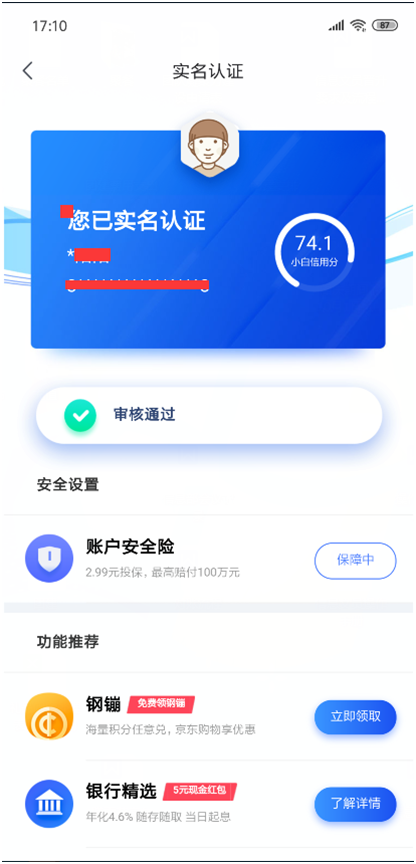 17:10
87
实名认证
您已实名认证
*
74.1
小白信用分
审核通过
安全设置
账户安全险
2.99元投保，最高赔付100万元
保障中
功能推荐
钢镚 免费领钢镚
海量积分任意兑，京东购物享优惠
立即领取
银行精选 5元现金红包
年化4.6% 随存随取 当日起息
了解详情